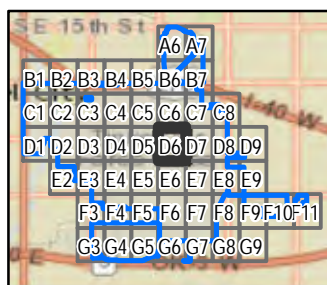 SE 15th St
A6 A7
B1 B2 B3 B4 B5 B6 B7
I-40 W
C1 C2 C3 C4 C5 C6 C7 C8
D1 D2 D3 D4 D5 D6 D7 D8 D9
E2 E3 E4 E5 E6 E7 E8 E9
F3 F4 F5 F6 F7 F8 F9 F10 F11
G3 G4 G5 G6 G7 G8 G9